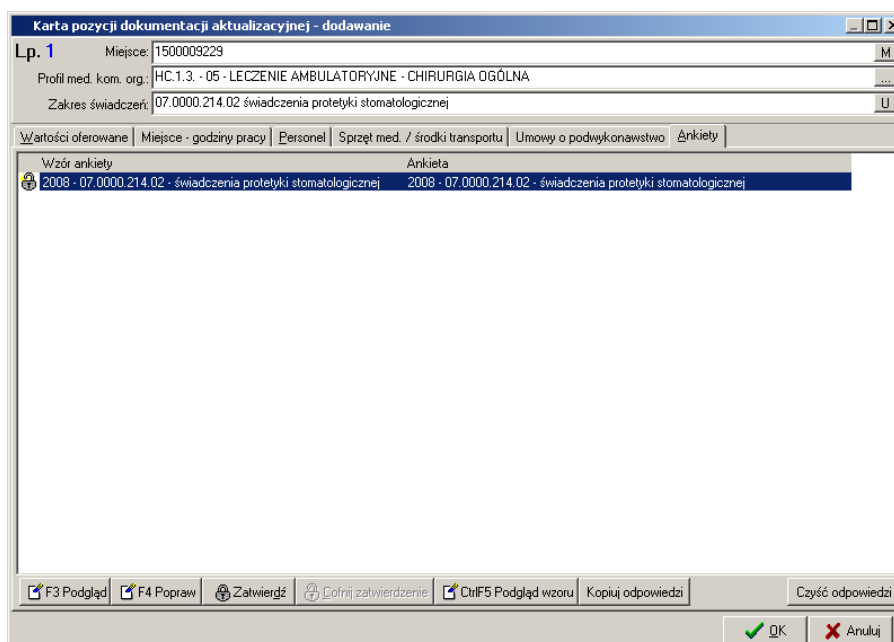 Karta pozycji dokumentacji aktualizacyjnej - dodawanie
Lp. 1
Miejsce: 1500009229 M
Profil med. kom. org.: HC.1.3. - 05 - LECZENIE AMBULATORYJNE - CHIRURGIA OGÓLNA ...
Zakres świadczeń: 07.0000.214.02 świadczenia protetyki stomatologicznej U
Wartości oferowane Miejsce - godziny pracy Personel Sprzęt med. / środki transportu Umowy o podwykonawstwo Ankiety
Wzór ankiety Ankieta
2008 - 07.0000.214.02 - świadczenia protetyki stomatologicznej 2008 - 07.0000.214.02 - świadczenia protetyki stomatologicznej
F3 Podgląd F4 Popraw Zatwierdź Cofnij zatwierdzenie CtrlF5 Podgląd wzoru Kopiuj odpowiedzi Czyść odpowiedzi
OK Anuluj